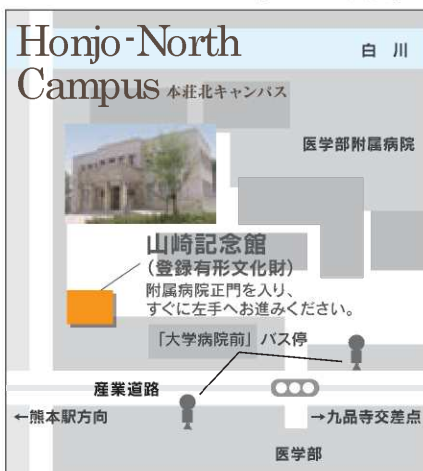 Honjo-North
白川
Campus 本荘北キャンパス
医学部附属病院
山崎記念館
(登録有形文化財)
附属病院正門を入り、
すぐに左手へお進みください。
「大学病院前」バス停
産業道路
←熊本駅方向
→九品寺交差点
医学部